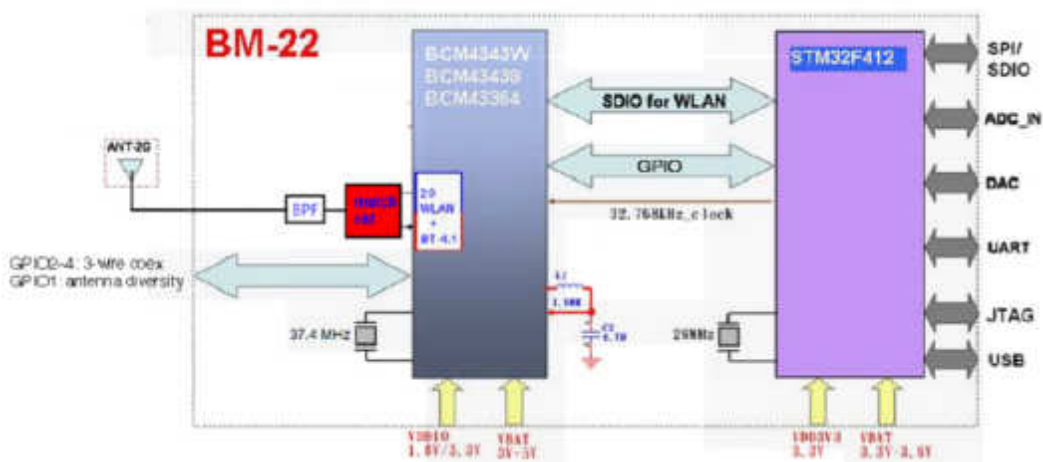 BM-22
BCM4343W
BCM43438
BCM43364
STM32F412
SPI/
SDIO
SDIO for WLAN
ADC_IN
ANT-2G
GPIO
DAC
BPF
2G
WLAN
+
BT-4.1
32.768kHz_clock
UART
GPIO2-4: 3-wire coex
GPIO1: antenna diversity
37.4 MHz
26MHz
JTAG
USB
VDDIO
1.8V/3.3V
VBAT
3V-5V
VDD3V3
3.3V
VBAT
3.3V-3.6V